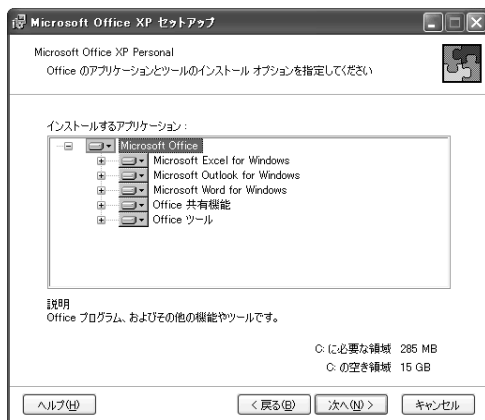 Microsoft Office XP セットアップ
Microsoft Office XP Personal
Office のアプリケーションとツールのインストール オプションを指定してください
インストールするアプリケーション:
Microsoft Office
Microsoft Excel for Windows
Microsoft Outlook for Windows
Microsoft Word for Windows
Office 共有機能
Office ツール
説明
Office プログラム、およびその他の機能やツールです。
C: に必要な領域 285 MB
C: の空き領域 15 GB
ヘルプ(H)
< 戻る(B)
次へ(N) >
キャンセル